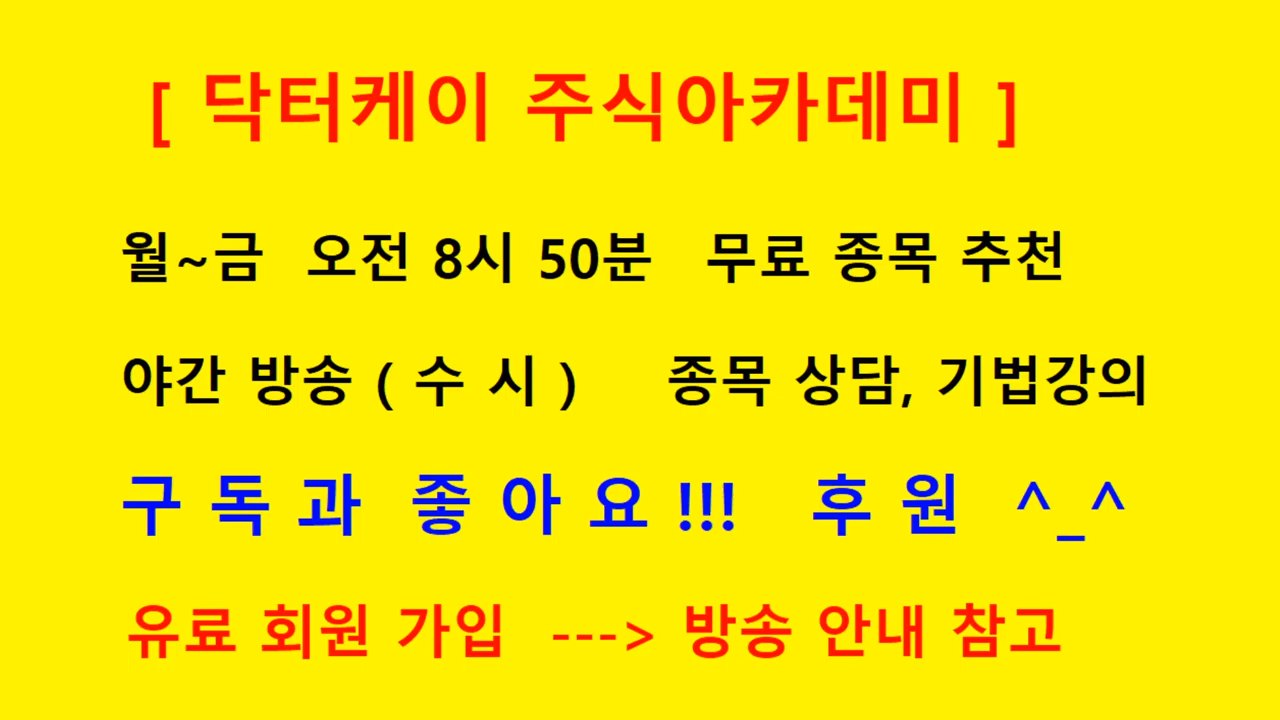 [ 닥터케이 주식아카데미 ]
월~금 오전 8시 50분 무료 종목 추천
야간 방송 ( 수 시 ) 종목 상담, 기법강의
구 독 과 좋 아 요 !!! 후 원 ^_^
유료 회원 가입 ---> 방송 안내 참고